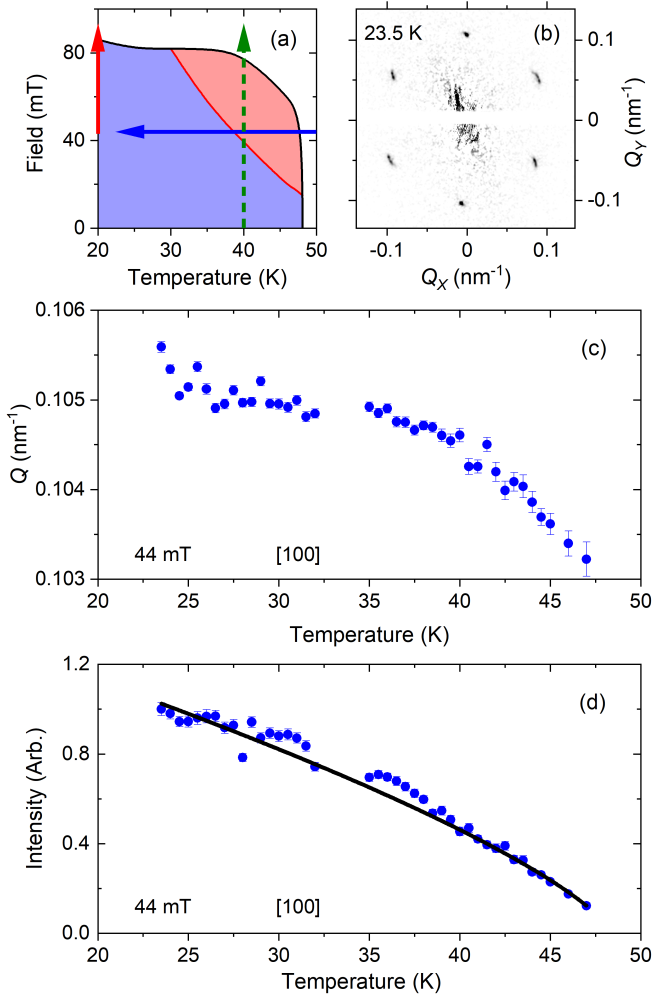 (a)
80
40
0
Field (mT)
20
30
40
50
Temperature (K)
23.5 K
(b)
0.1
0
-0.1
Q_Y (nm⁻¹)
-0.1
0
0.1
Q_X (nm⁻¹)
0.106
0.105
0.104
0.103
Q (nm⁻¹)
(c)
44 mT
[100]
20
25
30
35
40
45
50
Temperature (K)
1.2
0.8
0.4
0.0
Intensity (Arb.)
(d)
44 mT
[100]
20
25
30
35
40
45
50
Temperature (K)